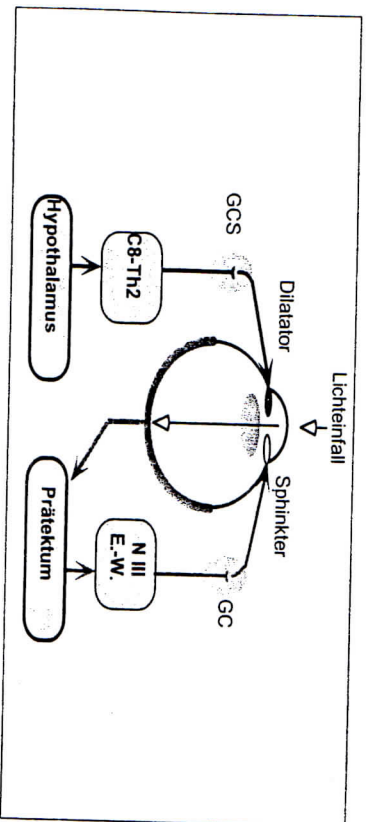 Lichteinfall
Dilatator
Sphinkter
GCS
GC
C8-Th2
N III
E.-W.
Hypothalamus
Prätektum